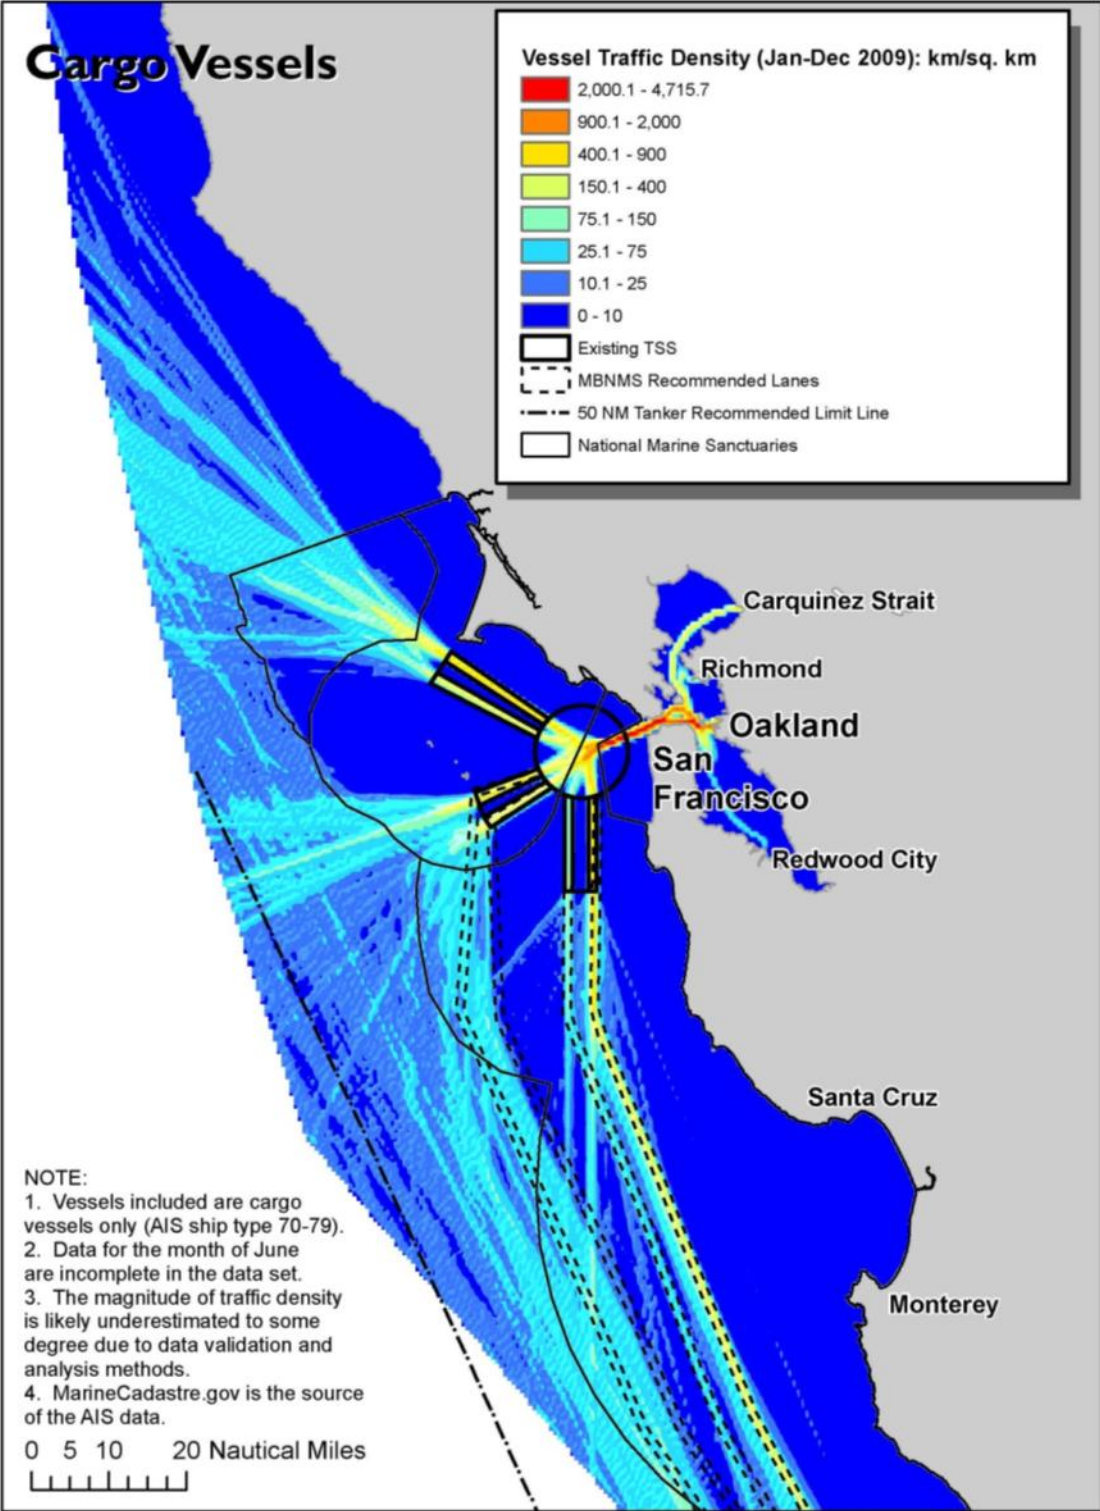 Cargo Vessels
Vessel Traffic Density (Jan-Dec 2009): km/sq. km
2,000.1 - 4,715.7
900.1 - 2,000
400.1 - 900
150.1 - 400
75.1 - 150
25.1 - 75
10.1 - 25
0 - 10
Existing TSS
MBNMS Recommended Lanes
50 NM Tanker Recommended Limit Line
National Marine Sanctuaries
Carquinez Strait
Richmond
Oakland
San
Francisco
Redwood City
Santa Cruz
Monterey
NOTE:
1. Vessels included are cargo
vessels only (AIS ship type 70-79).
2. Data for the month of June
are incomplete in the data set.
3. The magnitude of traffic density
is likely underestimated to some
degree due to data validation and
analysis methods.
4. MarineCadastre.gov is the source
of the AIS data.
0 5 10 20 Nautical Miles